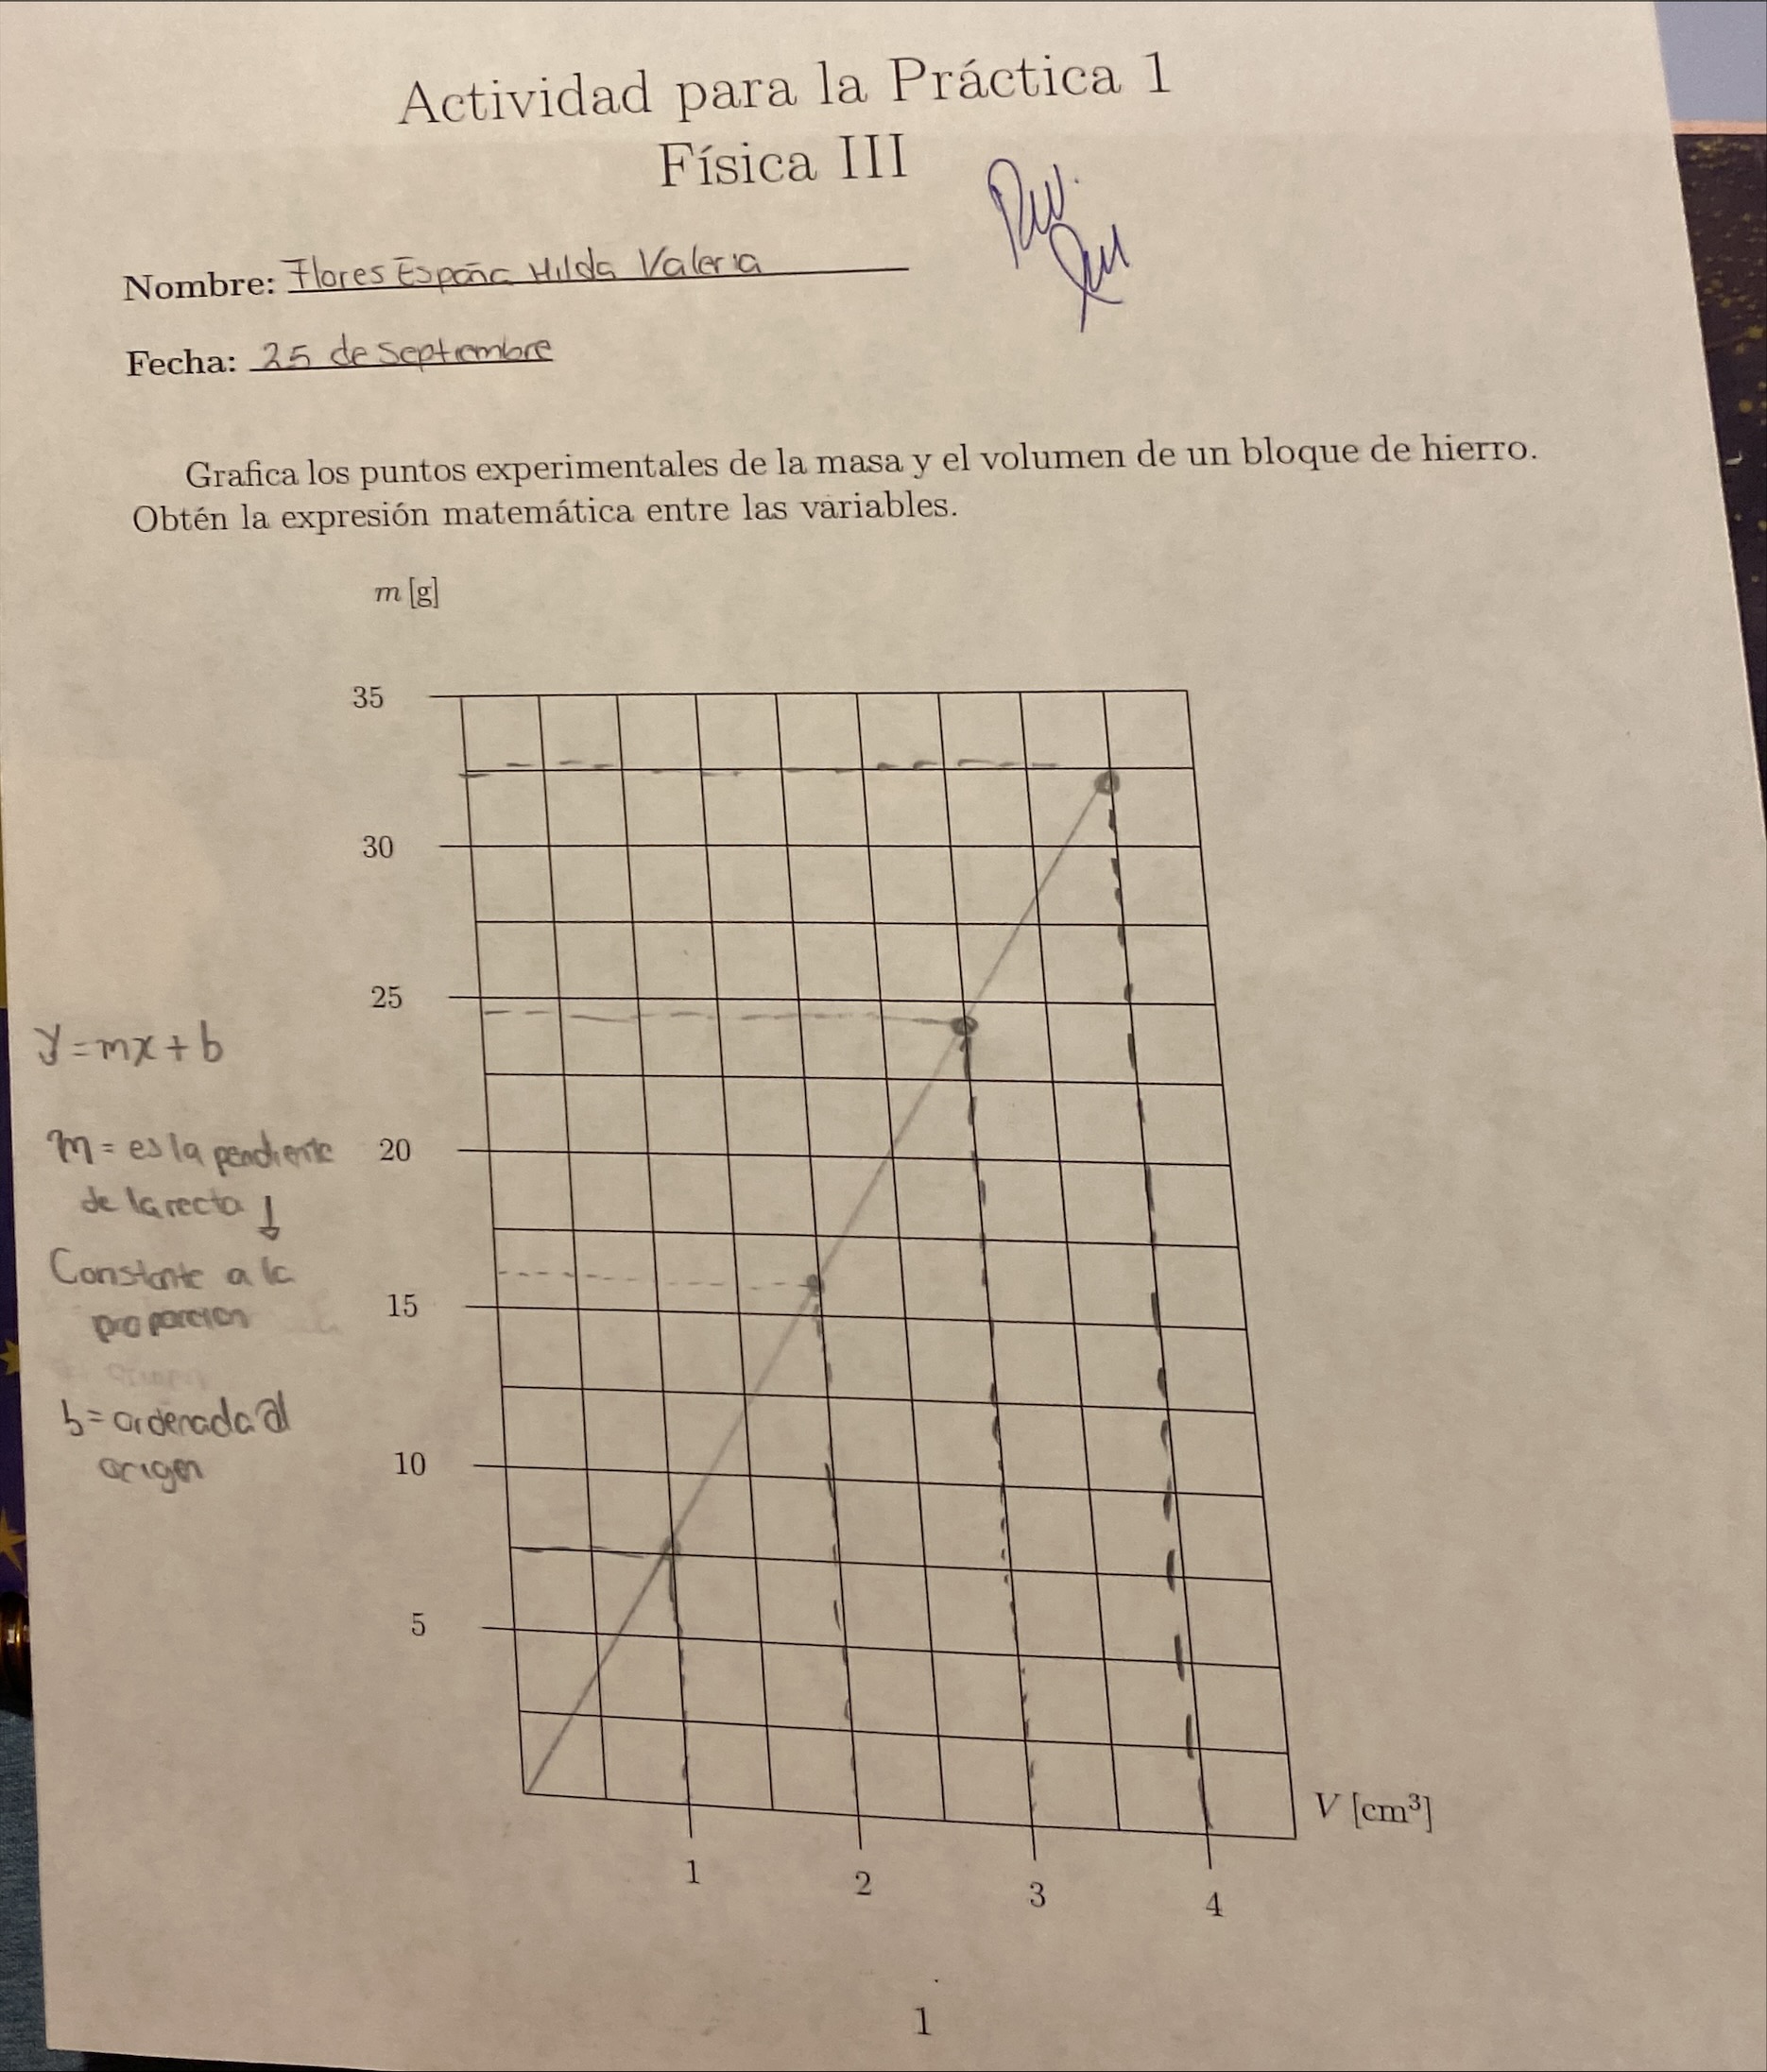 Actividad para la Práctica 1
Física III
Nombre: Flores España Hilda Valeria
Fecha: 25 de septiembre
Grafica los puntos experimentales de la masa y el volumen de un bloque de hierro.
Obtén la expresión matemática entre las variables.
m [g]
35
30
25
y = mx + b
20
m = es la pendiente
de la recta ↓
Constante a la
proporcion
15
b = ordenada al
origen
10
5
V [cm³]
1 2 3 4
1